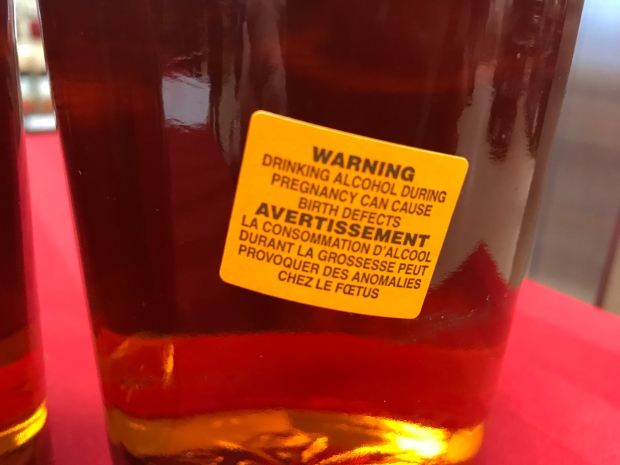 WARNING
DRINKING ALCOHOL DURING
PREGNANCY CAN CAUSE
BIRTH DEFECTS
AVERTISSEMENT
LA CONSOMMATION D'ALCOOL
DURANT LA GROSSESSE PEUT
PROVOQUER DES ANOMALIES
CHEZ LE FŒTUS